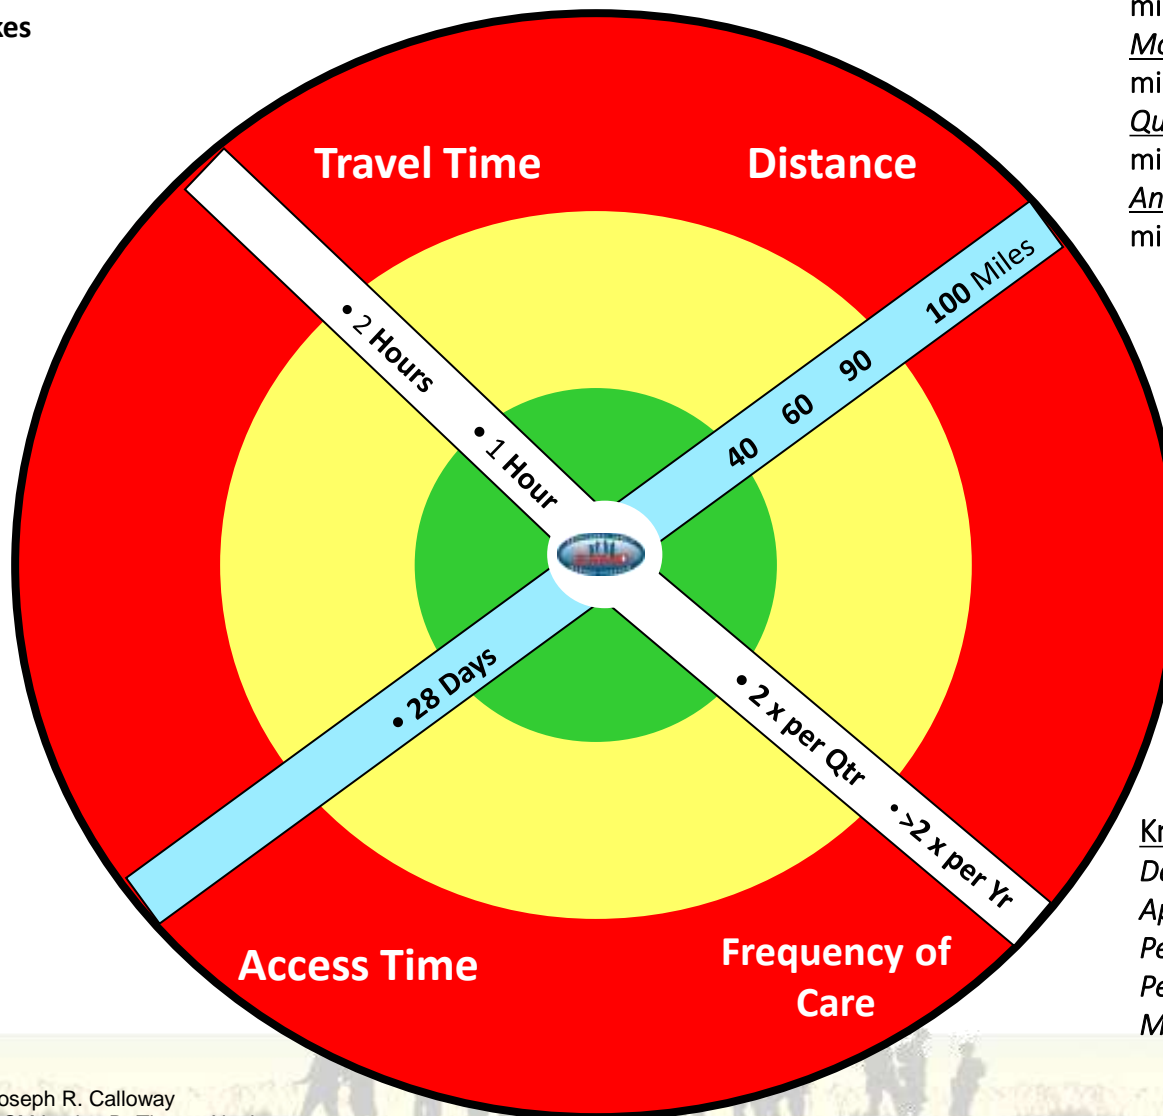 Travel Time
Distance
• 2 Hours
• 1 Hour
40 60 90 100 Miles
• 28 Days
• 2 x per Qtr
• >2 x per Yr
Access Time
Frequency of
Care
oseph R. Calloway